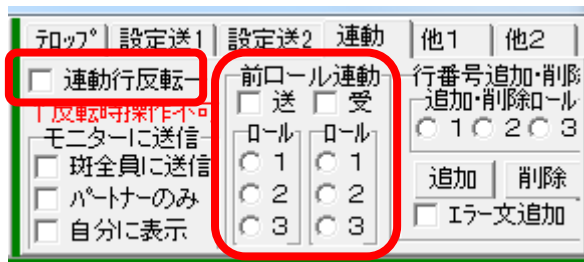 ﾃﾛｯﾌﾟ 設定送1 設定送2 連動 他1 他2
連動行反転
反転時操作不可
モニターに送信
班全員に送信
ﾊﾟｰﾄﾅｰのみ
自分に表示
前ロール連動
送 受
ロール ロール
1 1
2 2
3 3
行番号追加・削除
追加・削除ロール
1 2 3
追加 削除
ｴﾗｰ文追加